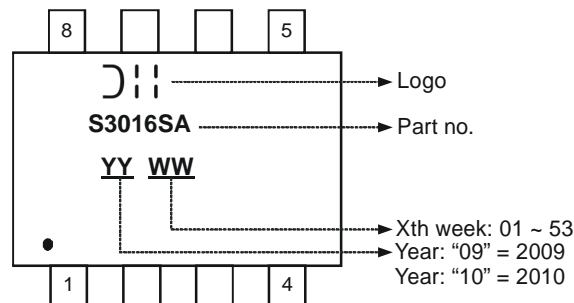 8 5
Logo
S3016SA Part no.
YY WW
Xth week: 01 ~ 53
Year: “09” = 2009
Year: “10” = 2010
1 4